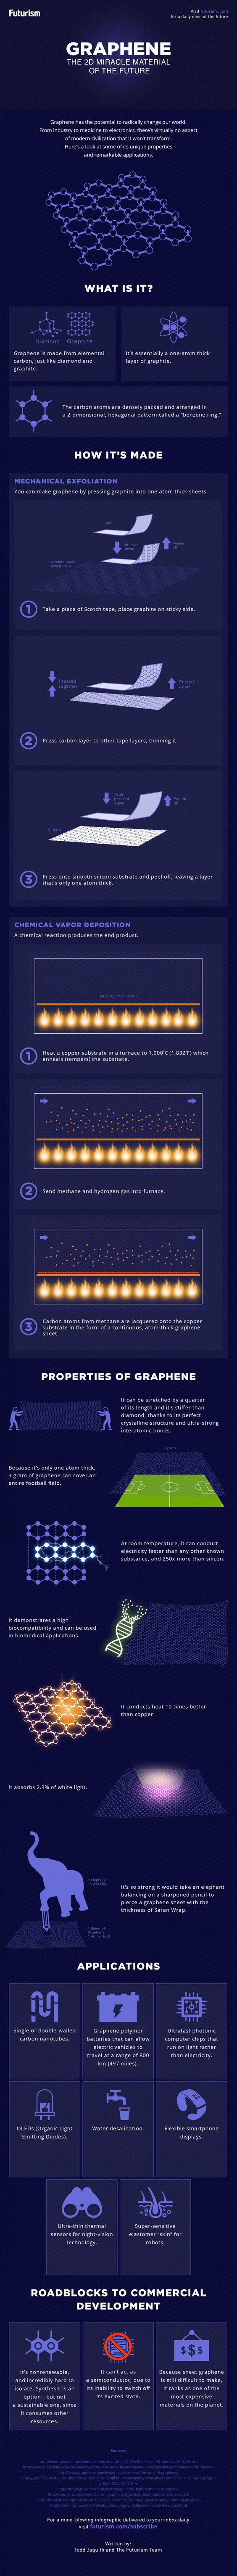 Futurism
Visit futurism.com
for a daily dose of the future
GRAPHENE
THE 2D MIRACLE MATERIAL
OF THE FUTURE
Graphene has the potential to radically change our world.
From industry to medicine to electronics, there's virtually no aspect
of modern civilization that it won't transform.
Here's a look at some of its unique properties
and remarkable applications.
WHAT IS IT?
Diamond Graphite
Graphene is made from elemental
carbon, just like diamond and
graphite.
It's essentially a one-atom thick
layer of graphite.
The carbon atoms are densely packed and arranged in
a 2-dimensional, hexagonal pattern called a "benzene ring."
HOW IT'S MADE
MECHANICAL EXFOLIATION
You can make graphene by pressing graphite into one atom thick sheets.
Tape
Pressed
down
Peeled
off
1 Take a piece of Scotch tape, place graphite on sticky side.
Pressed
together
Peeled
apart
2 Press carbon layer to other tape layers, thinning it.
Tape
pressed
down
Peeled
off
3 Press onto smooth silicon substrate and peel off, leaving a layer
that's only one atom thick.
CHEMICAL VAPOR DEPOSITION
A chemical reaction produces the end product.
1 Heat a copper substrate in a furnace to 1,000°C (1,832°F) which
anneals (tempers) the substrate.
2 Send methane and hydrogen gas into furnace.
3 Carbon atoms from methane are lacquered onto the copper
substrate in the form of a continuous, atom-thick graphene
sheet.
PROPERTIES OF GRAPHENE
It can be stretched by a quarter
of its length and it's stiffer than
diamond, thanks to its perfect
crystalline structure and ultra-strong
interatomic bonds.
1 gram
Because it's only one atom thick,
a gram of graphene can cover an
entire football field.
At room temperature, it can conduct
electricity faster than any other known
substance, and 250x more than silicon.
It demonstrates a high
biocompatibility and can be used
in biomedical applications.
It conducts heat 10 times better
than copper.
It absorbs 2.3% of white light.
1 Elephant
1 Sheet of
Graphene
It's so strong it would take an elephant
balancing on a sharpened pencil to
pierce a graphene sheet with the
thickness of Saran Wrap.
APPLICATIONS
Single or double-walled
carbon nanotubes.
Graphene polymer
batteries that can allow
electric vehicles to
travel at a range of 800
km (497 miles).
Ultrafast photonic
computer chips that
run on light rather
than electricity.
OLEDs (Organic Light
Emitting Diodes).
Water desalination.
Flexible smartphone
displays.
Ultra-thin thermal
sensors for night-vision
technology.
Super-sensitive
elastomer "skin" for
robots.
ROADBLOCKS TO COMMERCIAL
DEVELOPMENT
$$$
It's nonrenewable,
and incredibly hard to
isolate. Synthesis is an
option—but not
a sustainable one, since
it consumes other
resources.
It can't act as
a semiconductor, due to
its inability to switch off
its excited state.
Because sheet graphene
is still difficult to make,
it ranks as one of the
most expensive
materials on the planet.
Sources:
For a mind-blowing infographic delivered to your inbox daily
visit futurism.com/subscribe
Written by:
Todd Jaquith and The Futurism Team